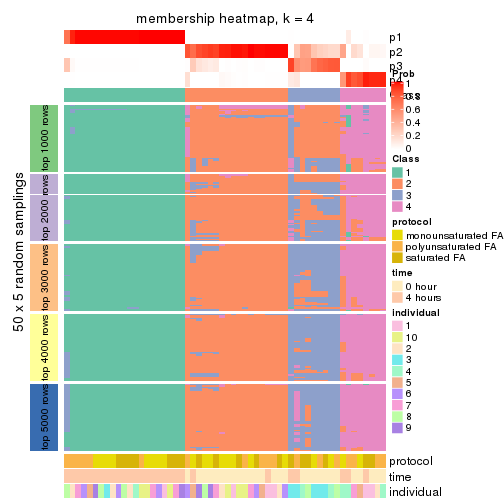 membership heatmap, k = 4
p1
p2
p3
p4
Prob
1
0.8
0.6
0.4
0.2
0
Class
Class
1
2
3
4
protocol
monounsaturated FA
polyunsaturated FA
saturated FA
time
0 hour
4 hours
individual
1
10
2
3
4
5
6
7
8
9
50 x 5 random samplings
top 1000 rows
top 2000 rows
top 3000 rows
top 4000 rows
top 5000 rows
protocol
time
individual